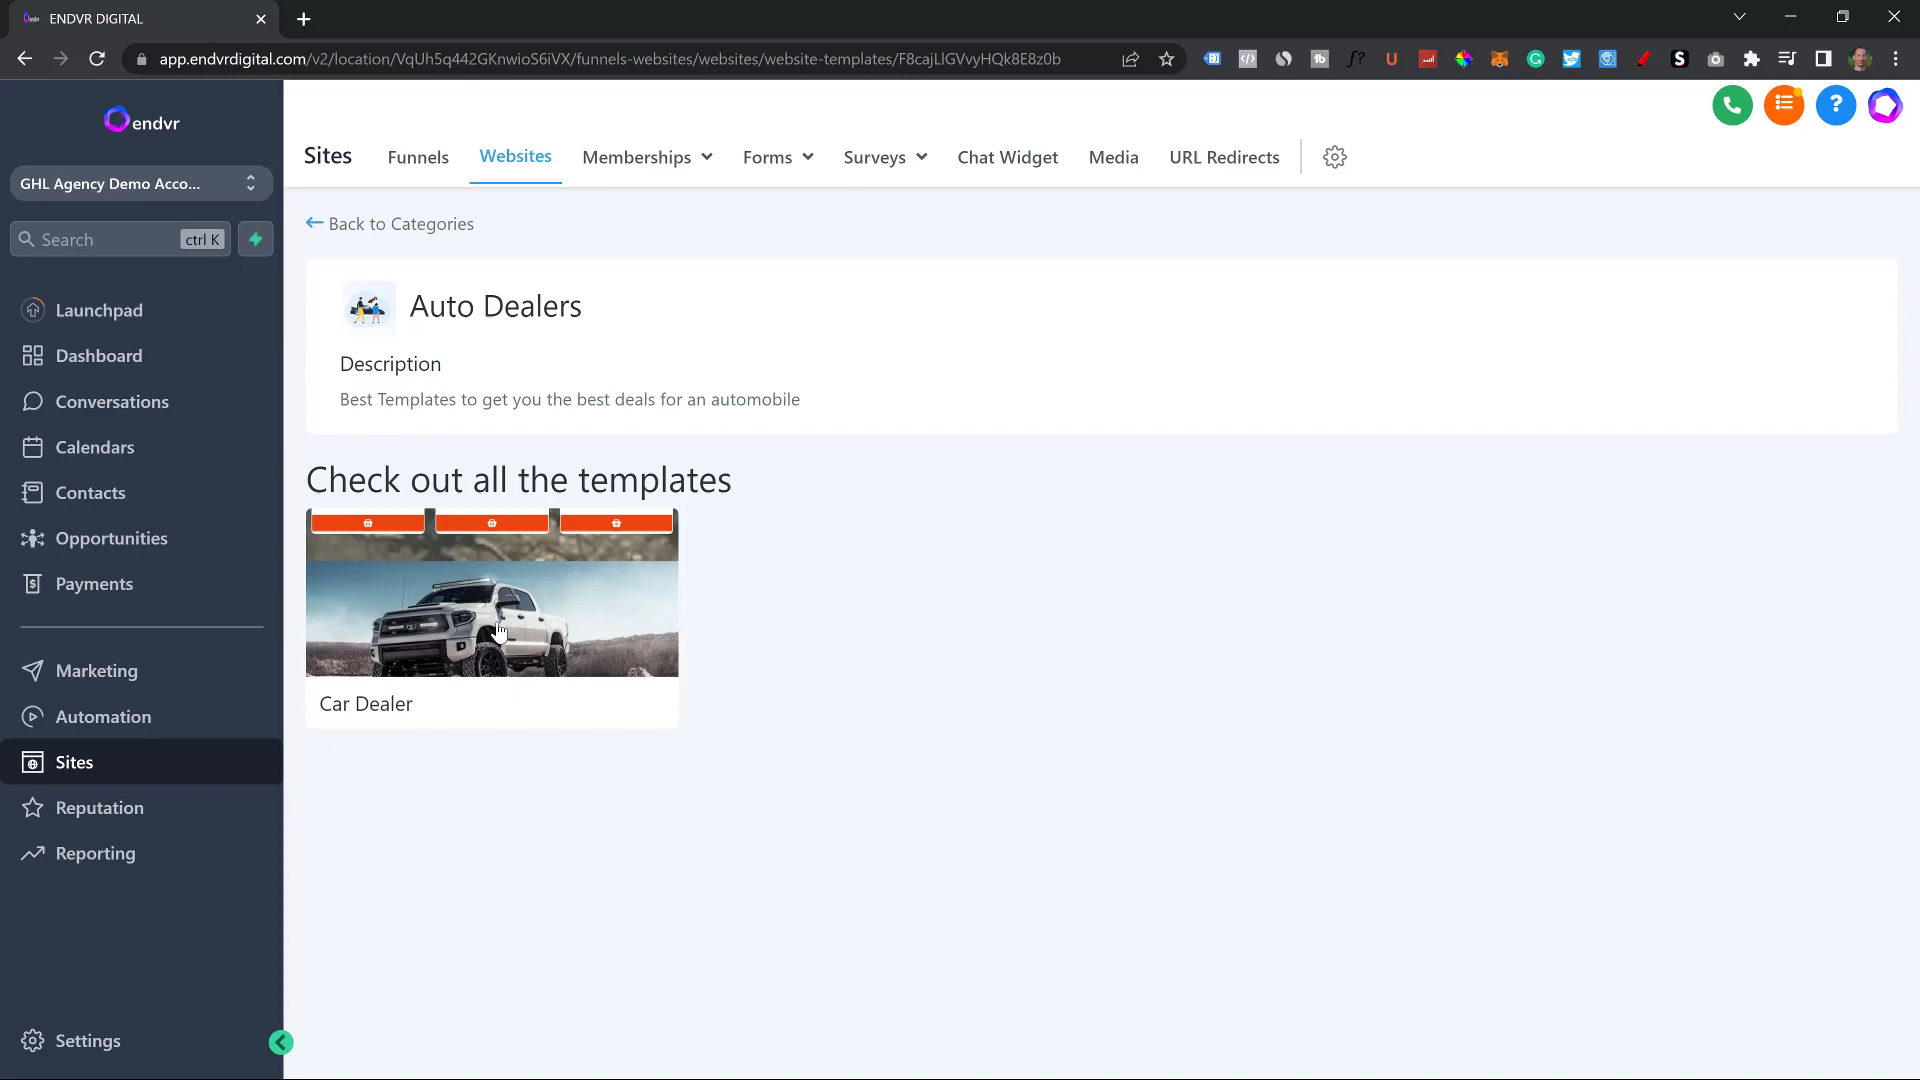 ENDVR DIGITAL
app.endvrdigital.com/v2/location/VqUh5q442GKnwioS6iVX/funnels-websites/websites/website-templates/F8cajLlGVvyHQk8E8z0b
endvr
GHL Agency Demo Acco...
Search ctrl K
Launchpad
Dashboard
Conversations
Calendars
Contacts
Opportunities
Payments
Marketing
Automation
Sites
Reputation
Reporting
Settings
Sites Funnels Websites Memberships Forms Surveys Chat Widget Media URL Redirects
Back to Categories
Auto Dealers
Description
Best Templates to get you the best deals for an automobile
Check out all the templates
Car Dealer